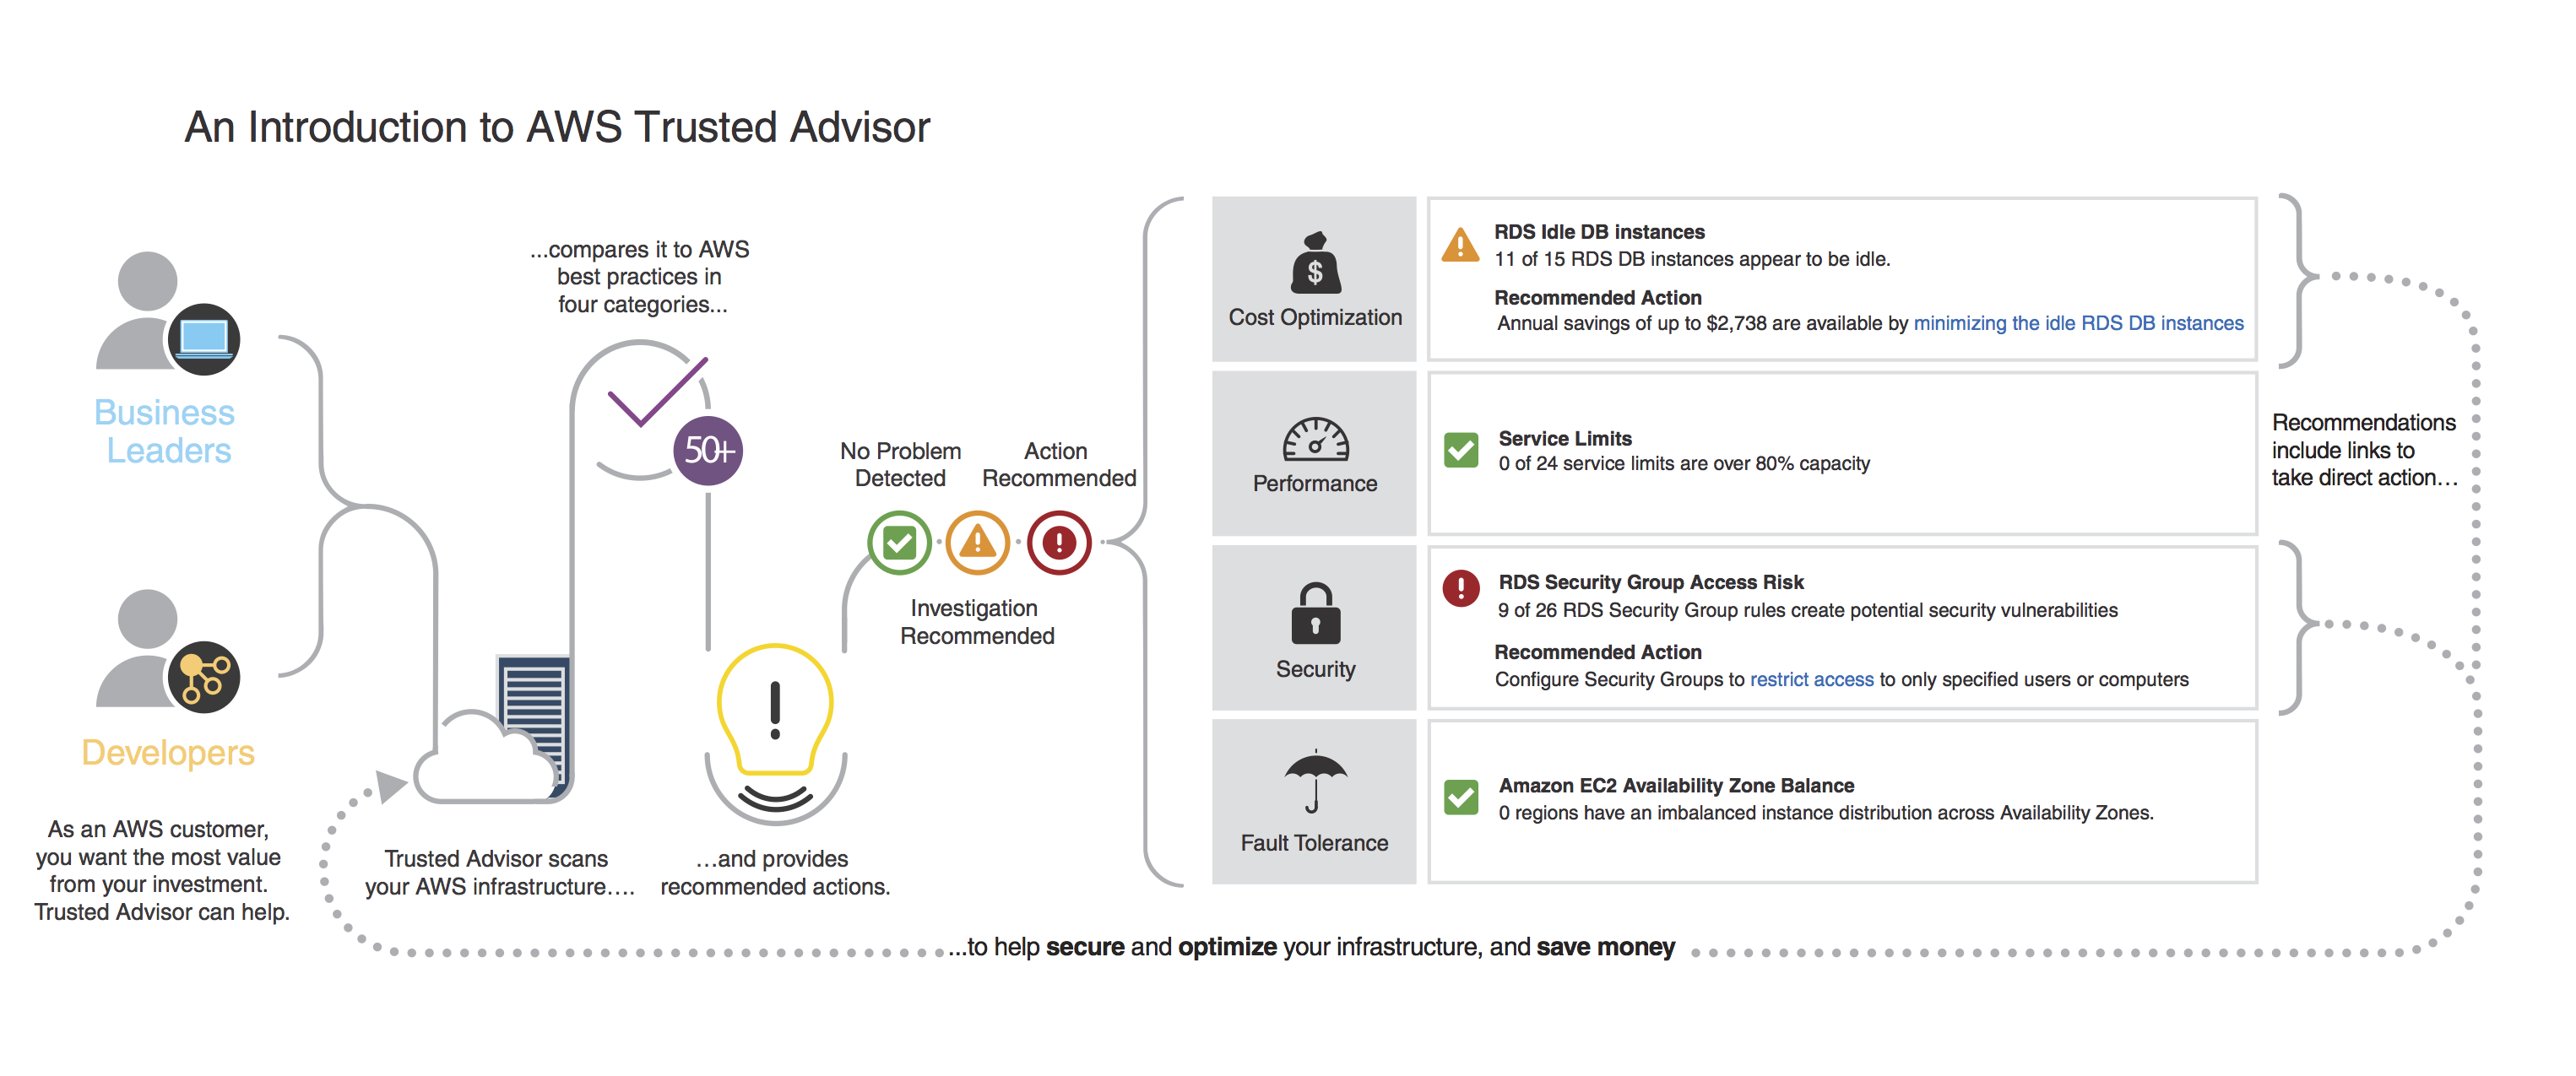 An Introduction to AWS Trusted Advisor
Business
Leaders
Developers
As an AWS customer,
you want the most value
from your investment.
Trusted Advisor can help.
Trusted Advisor scans
your AWS infrastructure….
...compares it to AWS
best practices in
four categories...
50+
…and provides
recommended actions.
No Problem
Detected
Action
Recommended
Investigation
Recommended
Cost Optimization
RDS Idle DB instances
11 of 15 RDS DB instances appear to be idle.
Recommended Action
Annual savings of up to $2,738 are available by minimizing the idle RDS DB instances
Performance
Service Limits
0 of 24 service limits are over 80% capacity
Security
RDS Security Group Access Risk
9 of 26 RDS Security Group rules create potential security vulnerabilities
Recommended Action
Configure Security Groups to restrict access to only specified users or computers
Fault Tolerance
Amazon EC2 Availability Zone Balance
0 regions have an imbalanced instance distribution across Availability Zones.
Recommendations
include links to
take direct action…
...to help secure and optimize your infrastructure, and save money